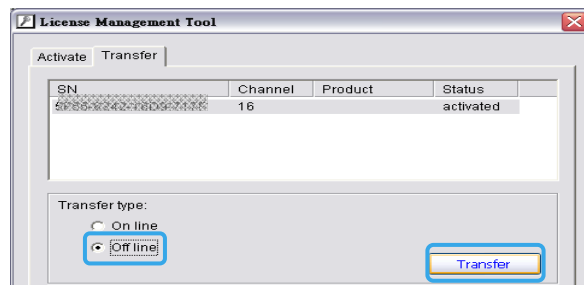 License Management Tool
Activate Transfer
SN Channel Product Status
16 activated
Transfer type:
On line
Off line
Transfer